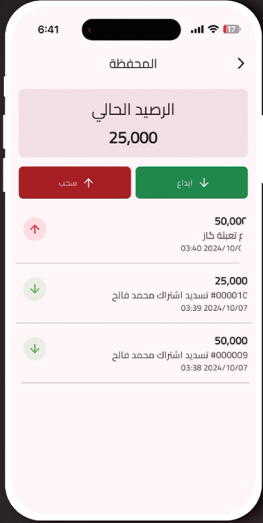 6:41
17
المحفظة
الرصيد الحالي
25,000
ايداع
سحب
50,000
م تعبئة كاز
03:40 2024/10/0
25,000
#000010 تسديد اشتراك محمد فالح
03:39 2024/10/07
50,000
#000009 تسديد اشتراك محمد فالح
03:38 2024/10/07